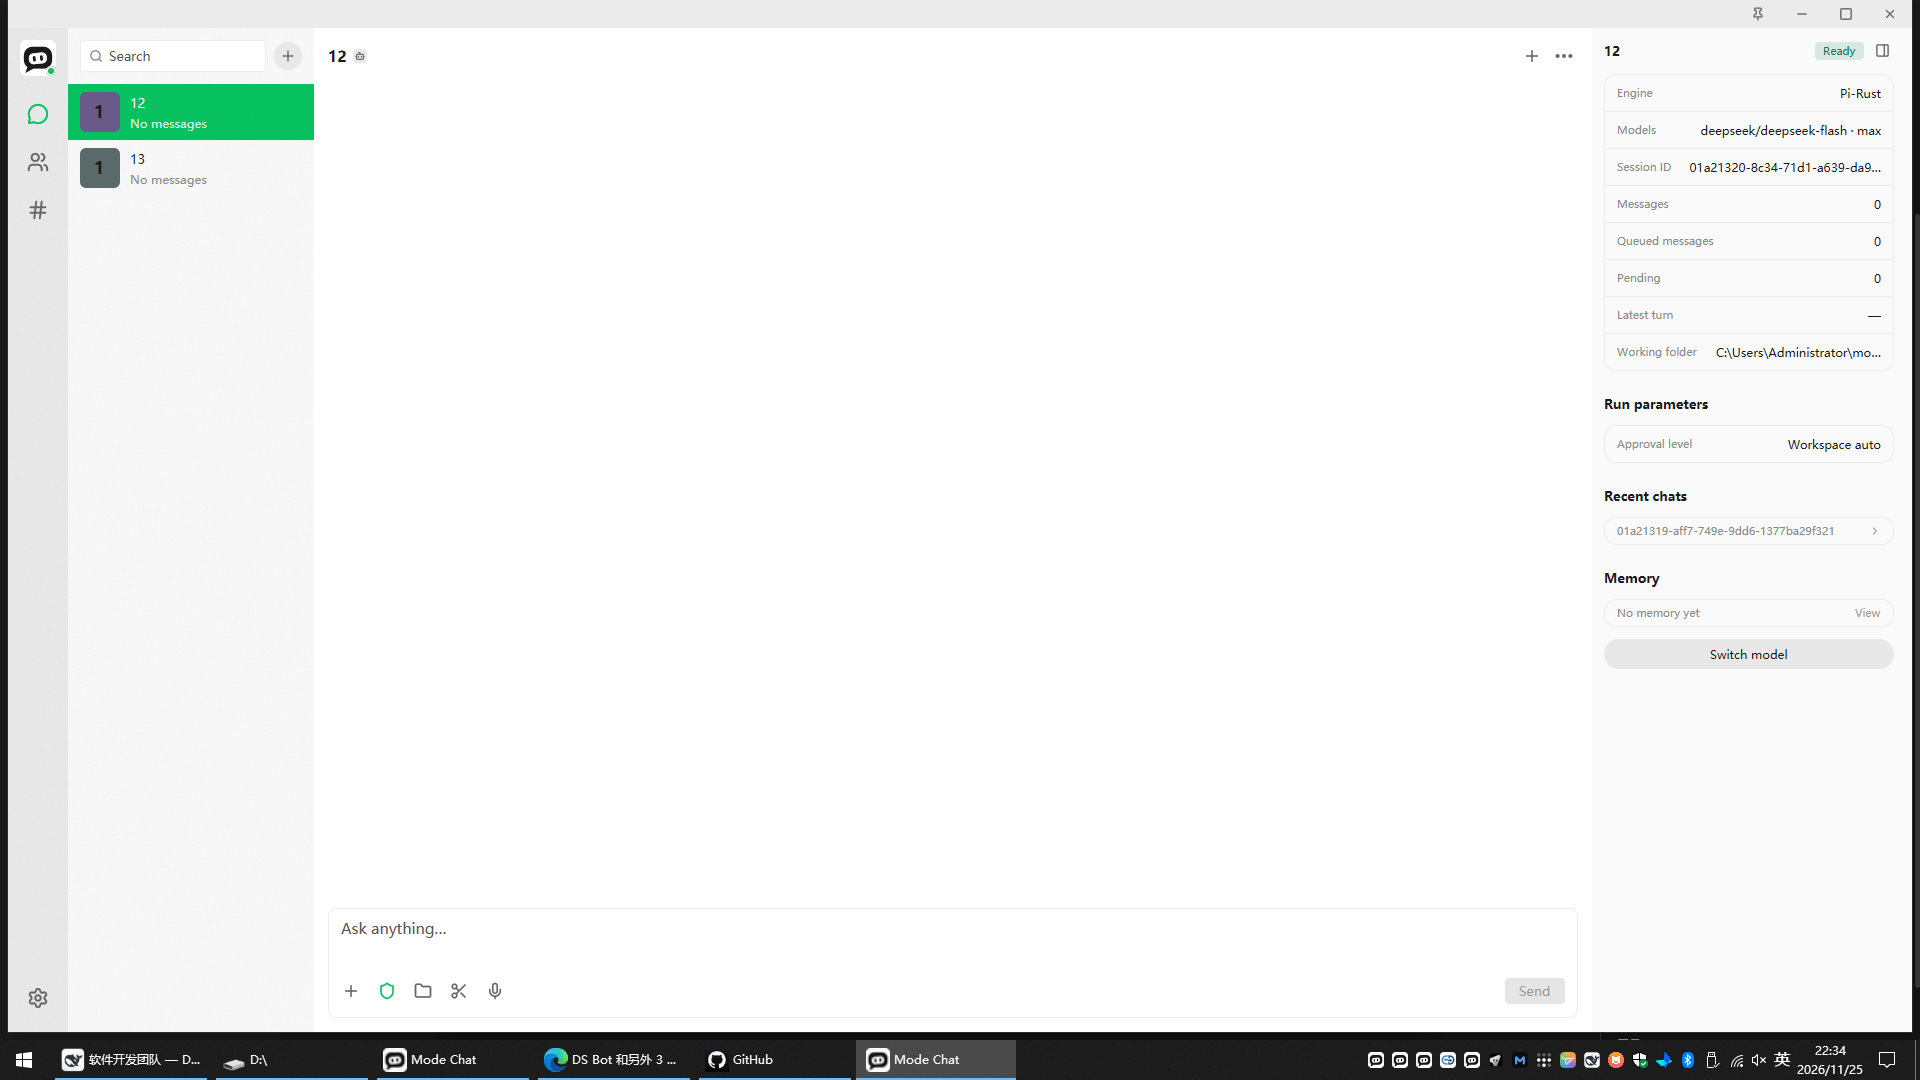 Search
1
12
No messages
1
13
No messages
12
Ask anything...
Send
12
Ready
Engine
Pi-Rust
Models
deepseek/deepseek-flash · max
Session ID
01a21320-8c34-71d1-a639-da9...
Messages
0
Queued messages
0
Pending
0
Latest turn
—
Working folder
C:\Users\Administrator\mo...
Run parameters
Approval level
Workspace auto
Recent chats
01a21319-aff7-749e-9dd6-1377ba29f321
Memory
No memory yet
View
Switch model
软件开发团队 — D...
D:\
Mode Chat
DS Bot 和另外 3 ...
GitHub
Mode Chat
英
22:34
2026/11/25